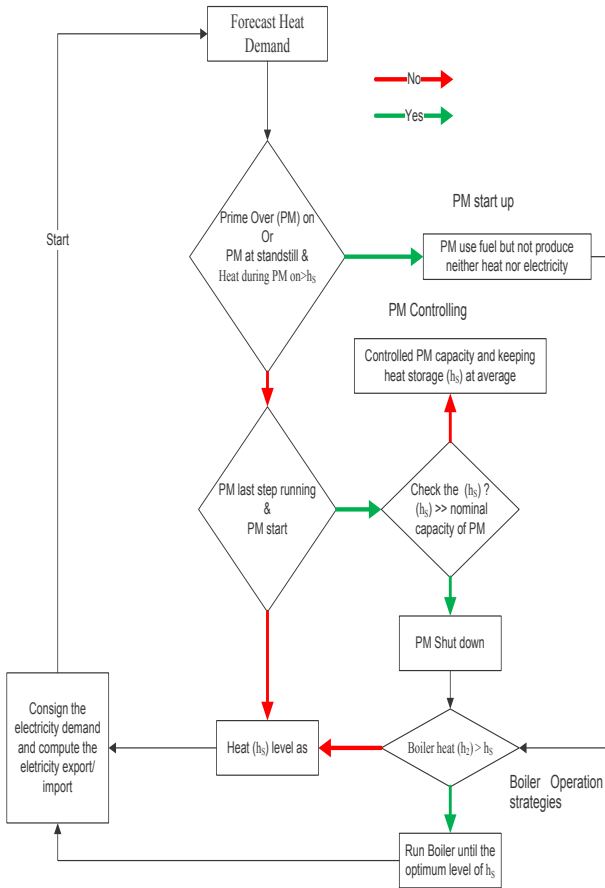 Forecast Heat
Demand
No
Yes
Start
Prime Over (PM) on
Or
PM at standstill &
Heat during PM on>hS
PM start up
PM use fuel but not produce
neither heat nor electricity
PM Controlling
Controlled PM capacity and keeping
heat storage (hS) at average
PM last step running
&
PM start
Check the (hS) ?
(hS) >> nominal
capacity of PM
PM Shut down
Consign the
electricity demand
and compute the
eletricity export/
import
Heat (hS) level as
Boiler heat (h2) > hS
Boiler Operation
strategies
Run Boiler until the
optimum level of hS